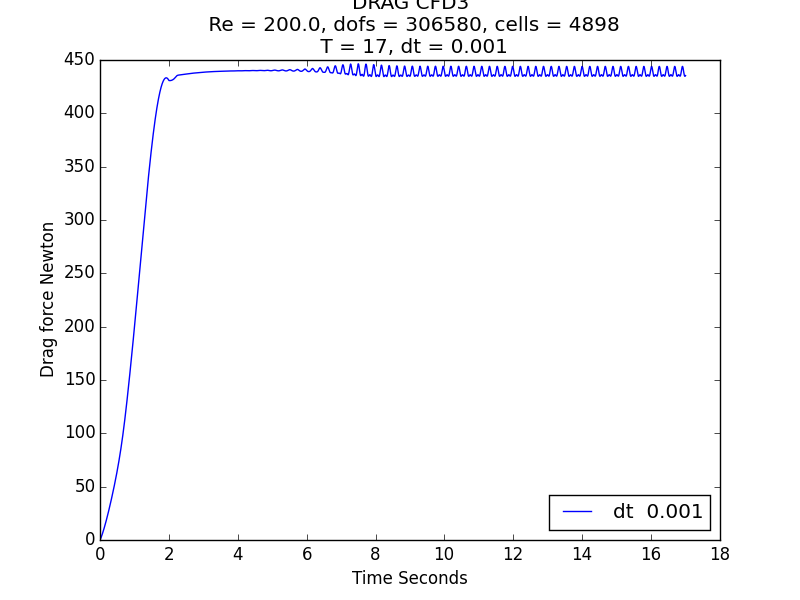 DRAG CFD3
Re = 200.0, dofs = 306580, cells = 4898
T = 17, dt = 0.001
450
400
350
300
250
200
150
100
50
0
Drag force Newton
0 2 4 6 8 10 12 14 16 18
Time Seconds
dt 0.001